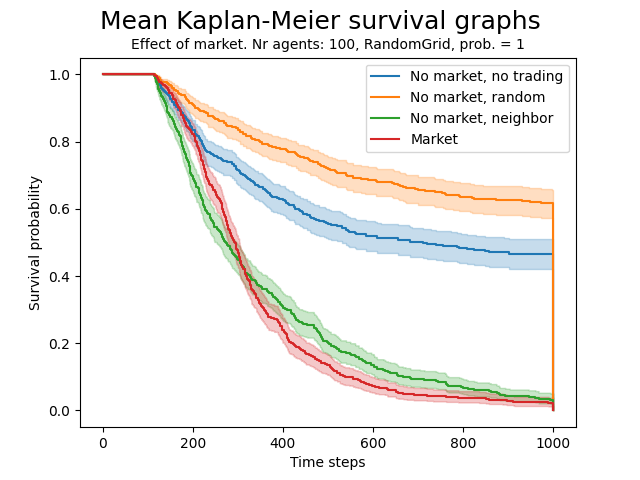 Mean Kaplan-Meier survival graphs
Effect of market. Nr agents: 100, RandomGrid, prob. = 1
No market, no trading
No market, random
No market, neighbor
Market
Survival probability
1.0
0.8
0.6
0.4
0.2
0.0
0 200 400 600 800 1000
Time steps